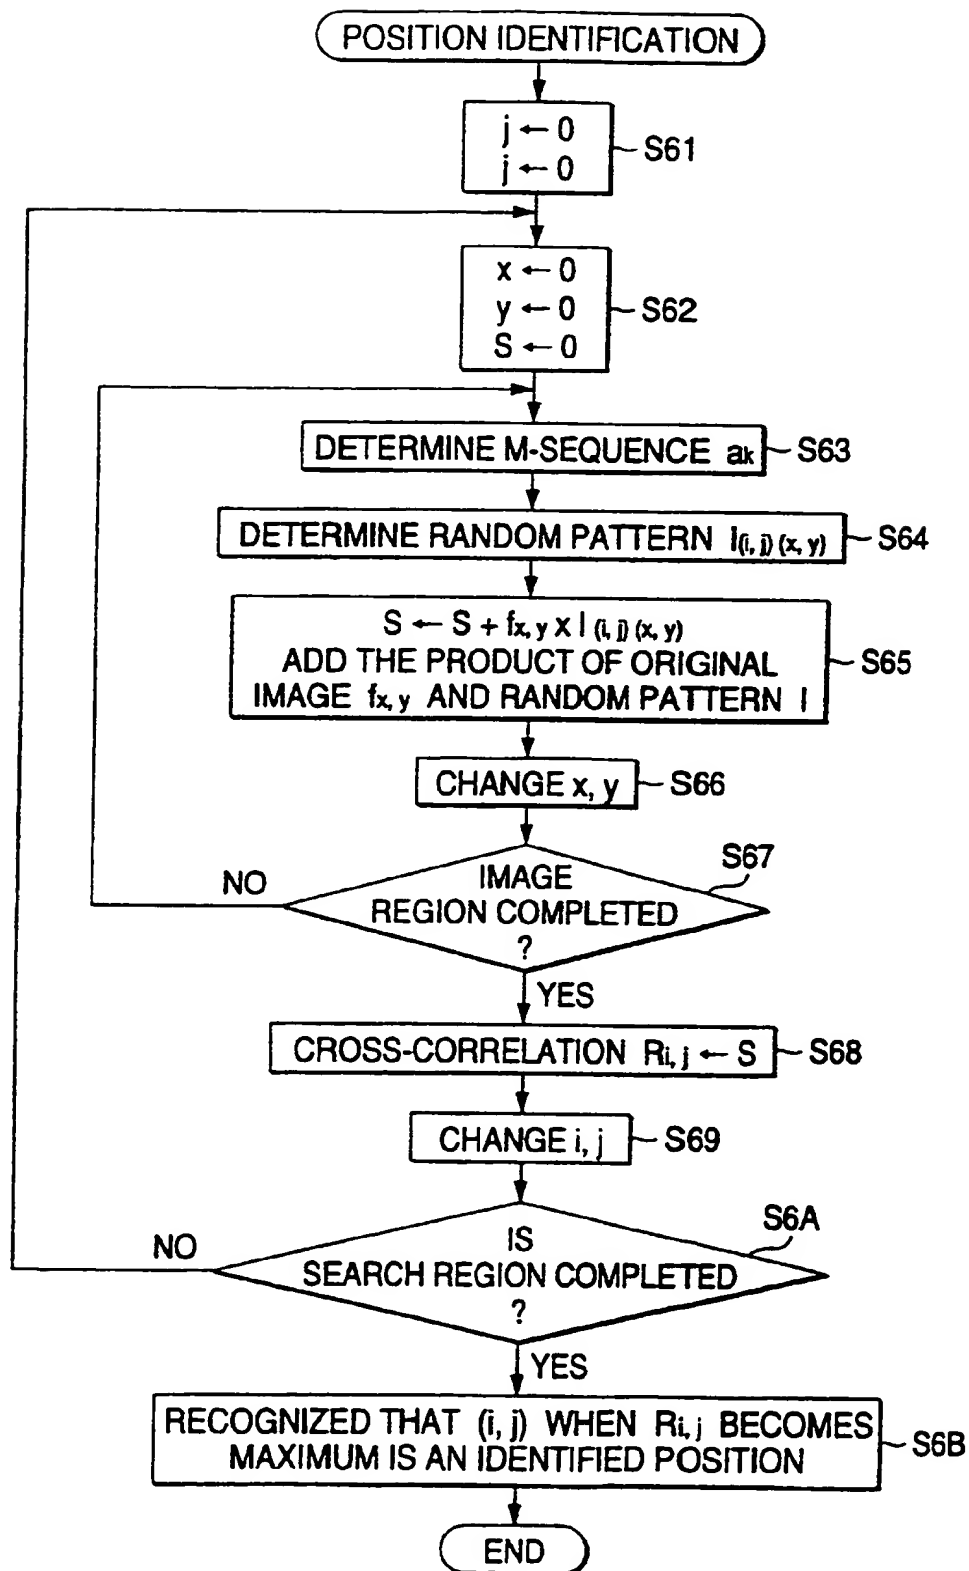 POSITION IDENTIFICATION
j ← 0
j ← 0
S61
x ← 0
y ← 0
S ← 0
S62
DETERMINE M-SEQUENCE ak
S63
DETERMINE RANDOM PATTERN I(i, j) (x, y)
S64
S ← S + fx, y X I (i, j) (x, y)
ADD THE PRODUCT OF ORIGINAL
IMAGE fx, y AND RANDOM PATTERN I
S65
CHANGE x, y
S66
S67
NO
IMAGE
REGION COMPLETED
?
YES
CROSS-CORRELATION Ri, j ← S
S68
CHANGE i, j
S69
S6A
NO
IS
SEARCH REGION COMPLETED
?
YES
RECOGNIZED THAT (i, j) WHEN Ri, j BECOMES
MAXIMUM IS AN IDENTIFIED POSITION
S6B
END